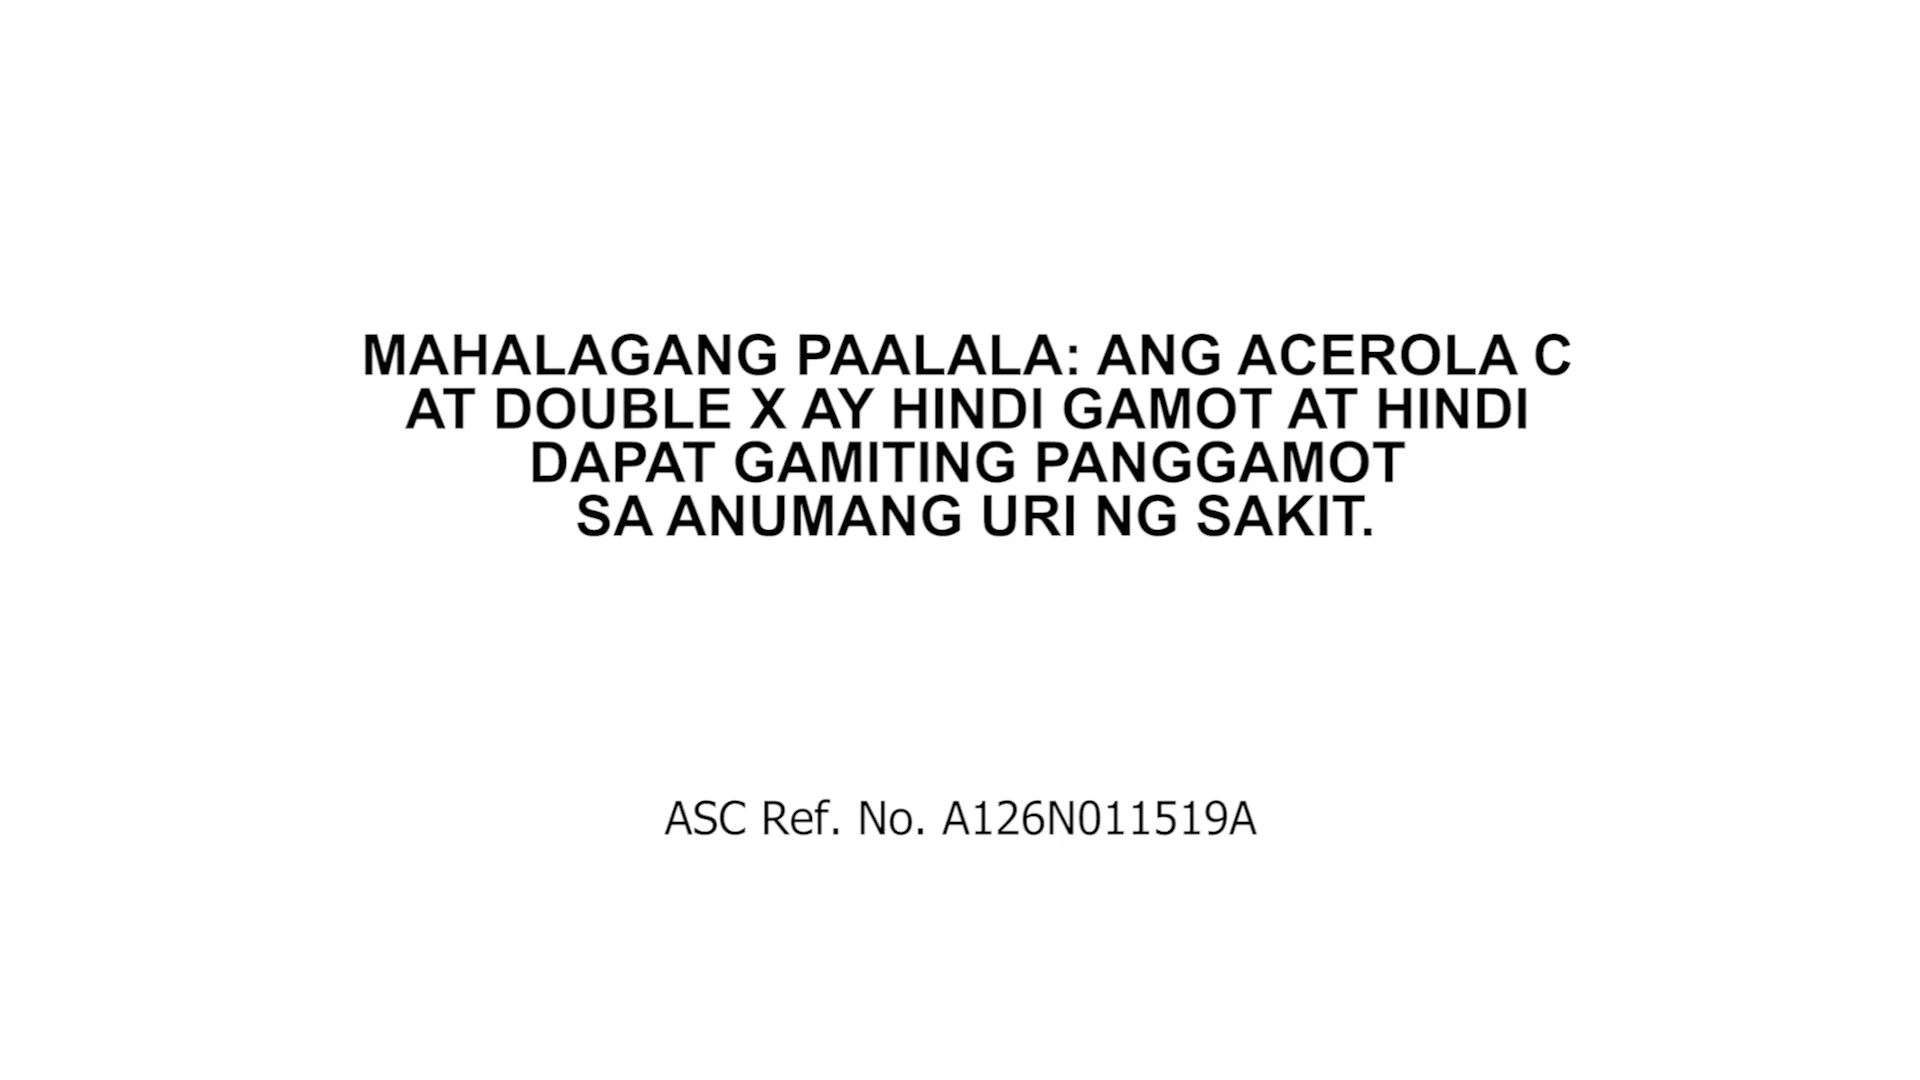 MAHALAGANG PAALALA: ANG ACEROLA C
AT DOUBLE X AY HINDI GAMOT AT HINDI
DAPAT GAMITING PANGGAMOT
SA ANUMANG URI NG SAKIT.
ASC Ref. No. A126N011519A